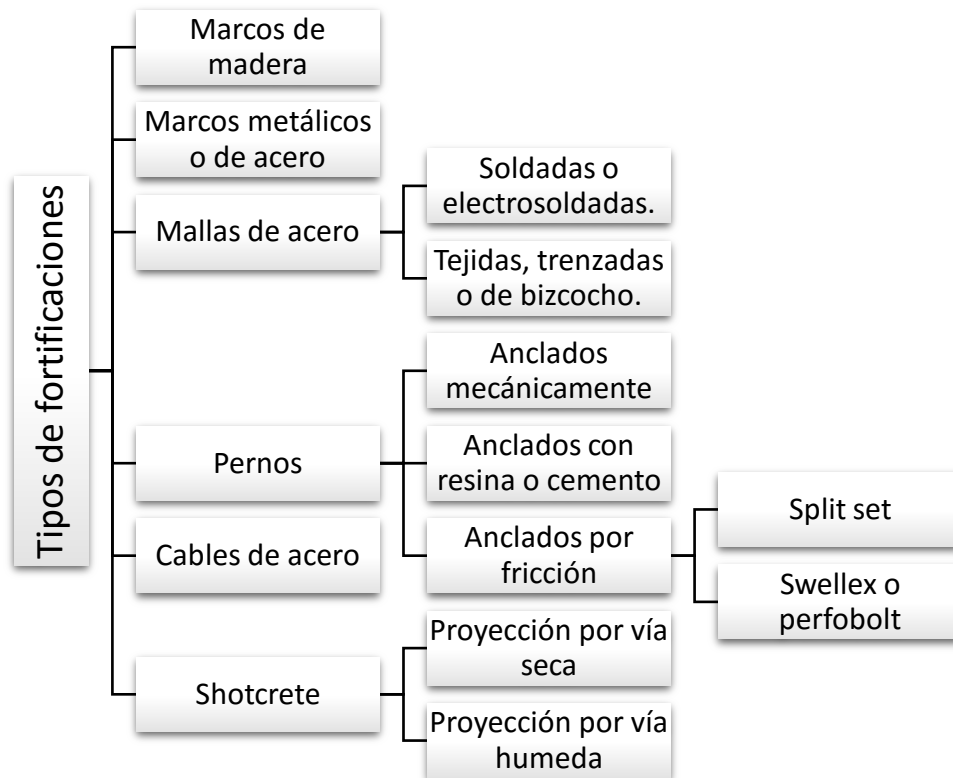 Tipos de fortificaciones
Marcos de
madera
Marcos metálicos
o de acero
Mallas de acero
Soldadas o
electrosoldadas.
Tejidas, trenzadas
o de bizcocho.
Pernos
Anclados
mecánicamente
Anclados con
resina o cemento
Anclados por
fricción
Split set
Swellex o
perfobolt
Cables de acero
Shotcrete
Proyección por vía
seca
Proyección por vía
humeda